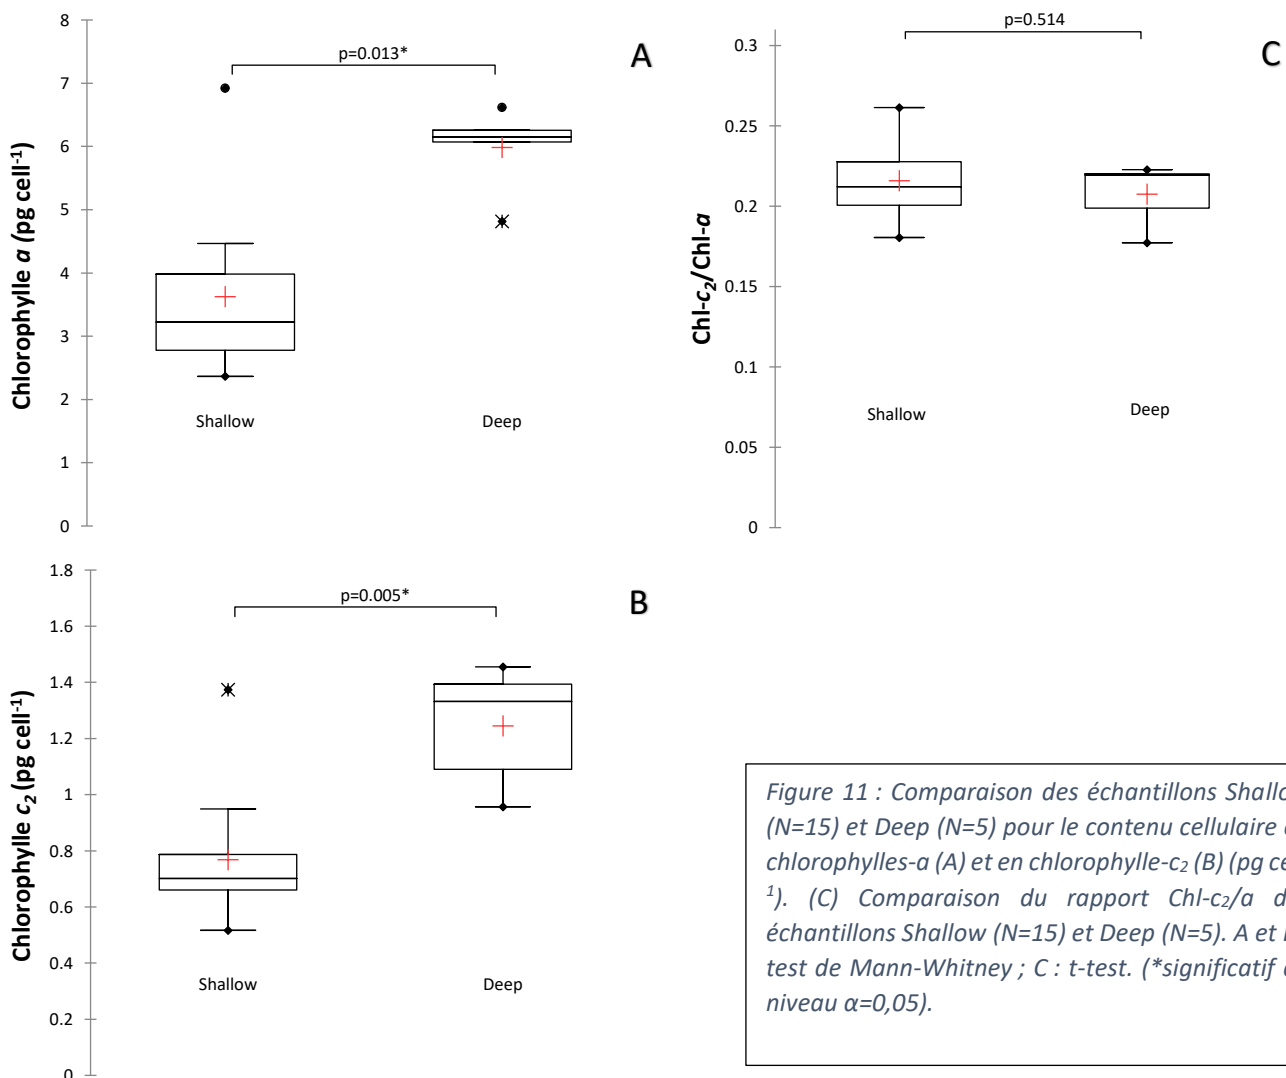 8
p=0.013*
A
7
6
5
4
3
2
1
0
Chlorophylle a (pg cell-1)
Shallow
Deep
p=0.514
C
0.3
0.25
0.2
0.15
0.1
0.05
0
Chl-c2/Chl-a
Shallow
Deep
1.8
p=0.005*
B
1.6
1.4
1.2
1
0.8
0.6
0.4
0.2
0
Chlorophylle c2 (pg cell-1)
Shallow
Deep
Figure 11 : Comparaison des échantillons Shallo
(N=15) et Deep (N=5) pour le contenu cellulaire
chlorophylles-a (A) et en chlorophylle-c2 (B) (pg ce
1). (C) Comparaison du rapport Chl-c2/a d
échantillons Shallow (N=15) et Deep (N=5). A et
test de Mann-Whitney ; C : t-test. (*significatif
niveau α=0,05).